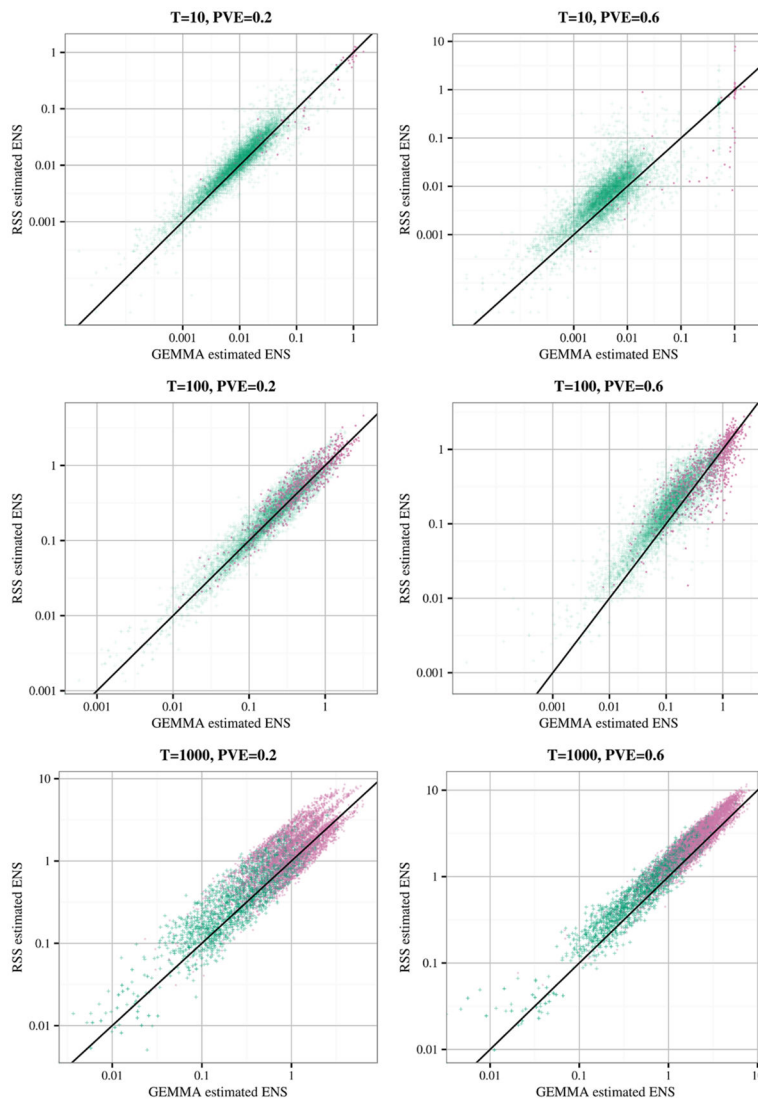 T=10, PVE=0.2
1
0.1
0.01
0.001
RSS estimated ENS
0.001 0.01 0.1 1
GEMMA estimated ENS
T=10, PVE=0.6
10
1
0.1
0.01
0.001
RSS estimated ENS
0.001 0.01 0.1 1
GEMMA estimated ENS
T=100, PVE=0.2
1
0.1
0.01
0.001
RSS estimated ENS
0.001 0.01 0.1 1
GEMMA estimated ENS
T=100, PVE=0.6
1
0.1
0.01
0.001
RSS estimated ENS
0.001 0.01 0.1 1
GEMMA estimated ENS
T=1000, PVE=0.2
10
1
0.1
0.01
RSS estimated ENS
0.01 0.1 1
GEMMA estimated ENS
T=1000, PVE=0.6
10
1
0.1
0.01
RSS estimated ENS
0.01 0.1 1 10
GEMMA estimated ENS